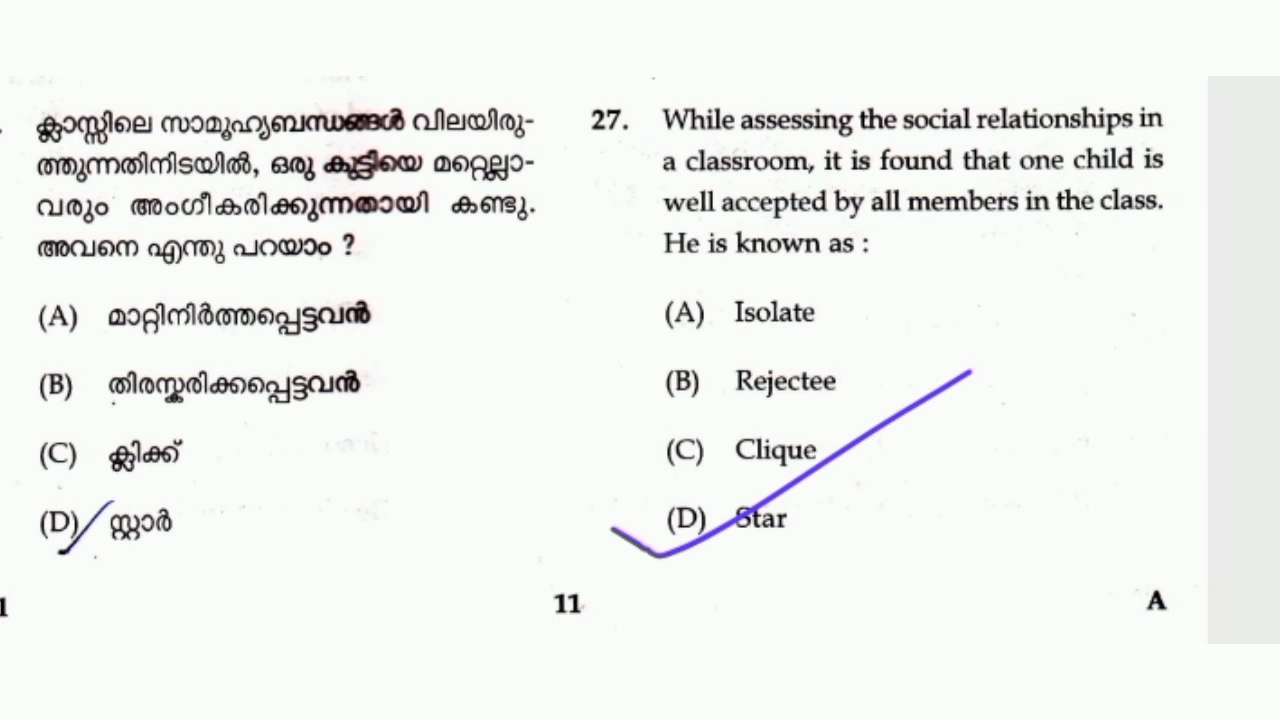 ക്ലാസ്സിലെ സാമൂഹ്യബന്ധങ്ങൾ വിലയിരു-
ത്തുന്നതിനിടയിൽ, ഒരു കുട്ടിയെ മറ്റെല്ലാ-
വരും അംഗീകരിക്കുന്നതായി കണ്ടു.
അവനെ എന്തു പറയാം ?
(A) മാറ്റിനിർത്തപ്പെട്ടവൻ
(B) തിരസ്കരിക്കപ്പെട്ടവൻ
(C) ക്ലിക്ക്
(D) സ്റ്റാർ
27. While assessing the social relationships in
a classroom, it is found that one child is
well accepted by all members in the class.
He is known as :
(A) Isolate
(B) Rejectee
(C) Clique
(D) Star
1
11
A